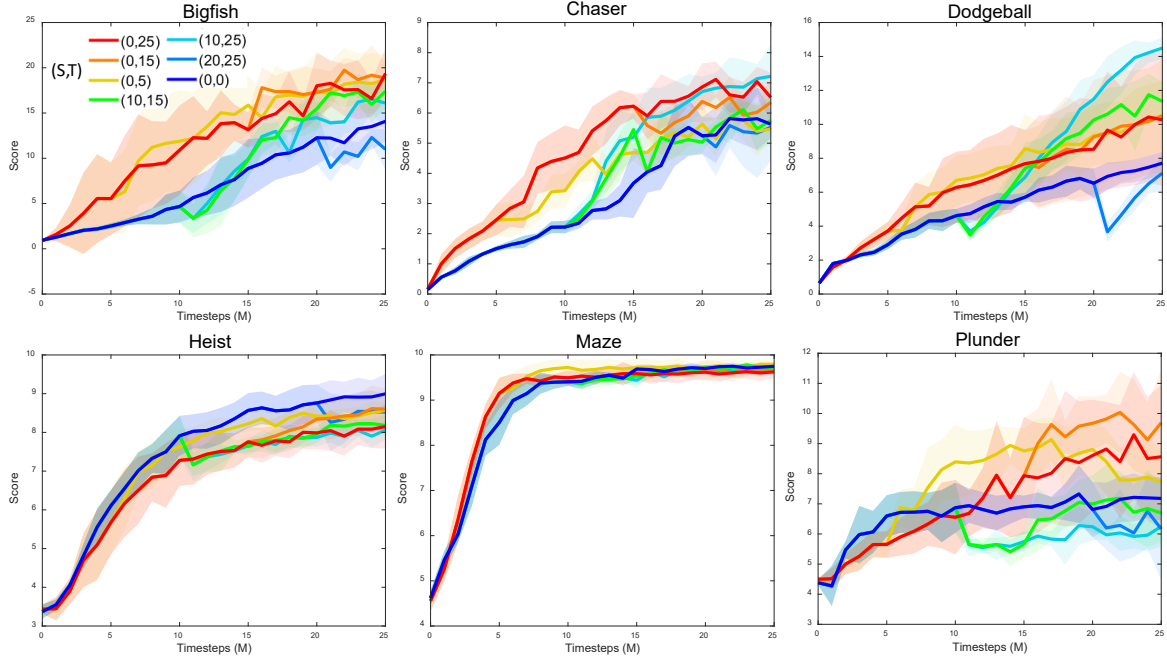 Bigfish
25
20
15
10
5
0
-5
Score
(S,T)
(0,25)
(0,15)
(0,5)
(10,15)
(10,25)
(20,25)
(0,0)
0 5 10 15 20 25
Timesteps (M)
Chaser
9
8
7
6
5
4
3
2
1
0
Score
0 5 10 15 20 25
Timesteps (M)
Dodgeball
16
14
12
10
8
6
4
2
0
Score
0 5 10 15 20 25
Timesteps (M)
Heist
10
9
8
7
6
5
4
3
Score
0 5 10 15 20 25
Timesteps (M)
Maze
10
9
8
7
6
5
4
Score
0 5 10 15 20 25
Timesteps (M)
Plunder
12
11
10
9
8
7
6
5
4
3
Score
0 5 10 15 20 25
Timesteps (M)